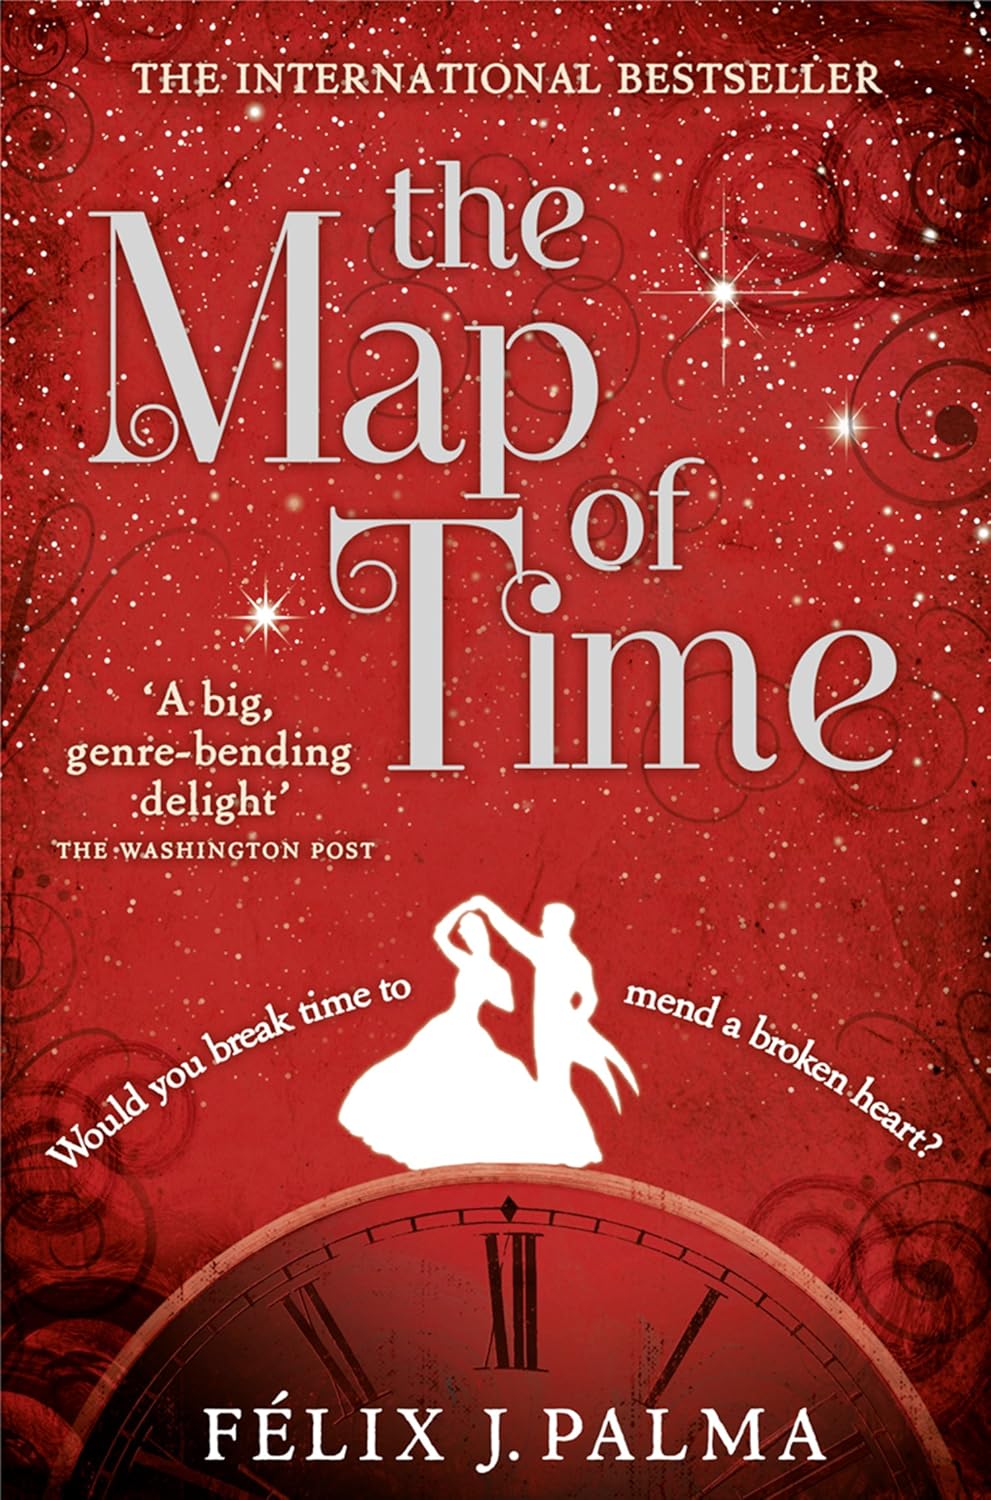 THE INTERNATIONAL BESTSELLER
the
Map
of
Time
‘A big,
genre-bending
delight’
THE WASHINGTON POST
Would you break time to mend a broken heart?
XI XII I
FÉLIX J. PALMA